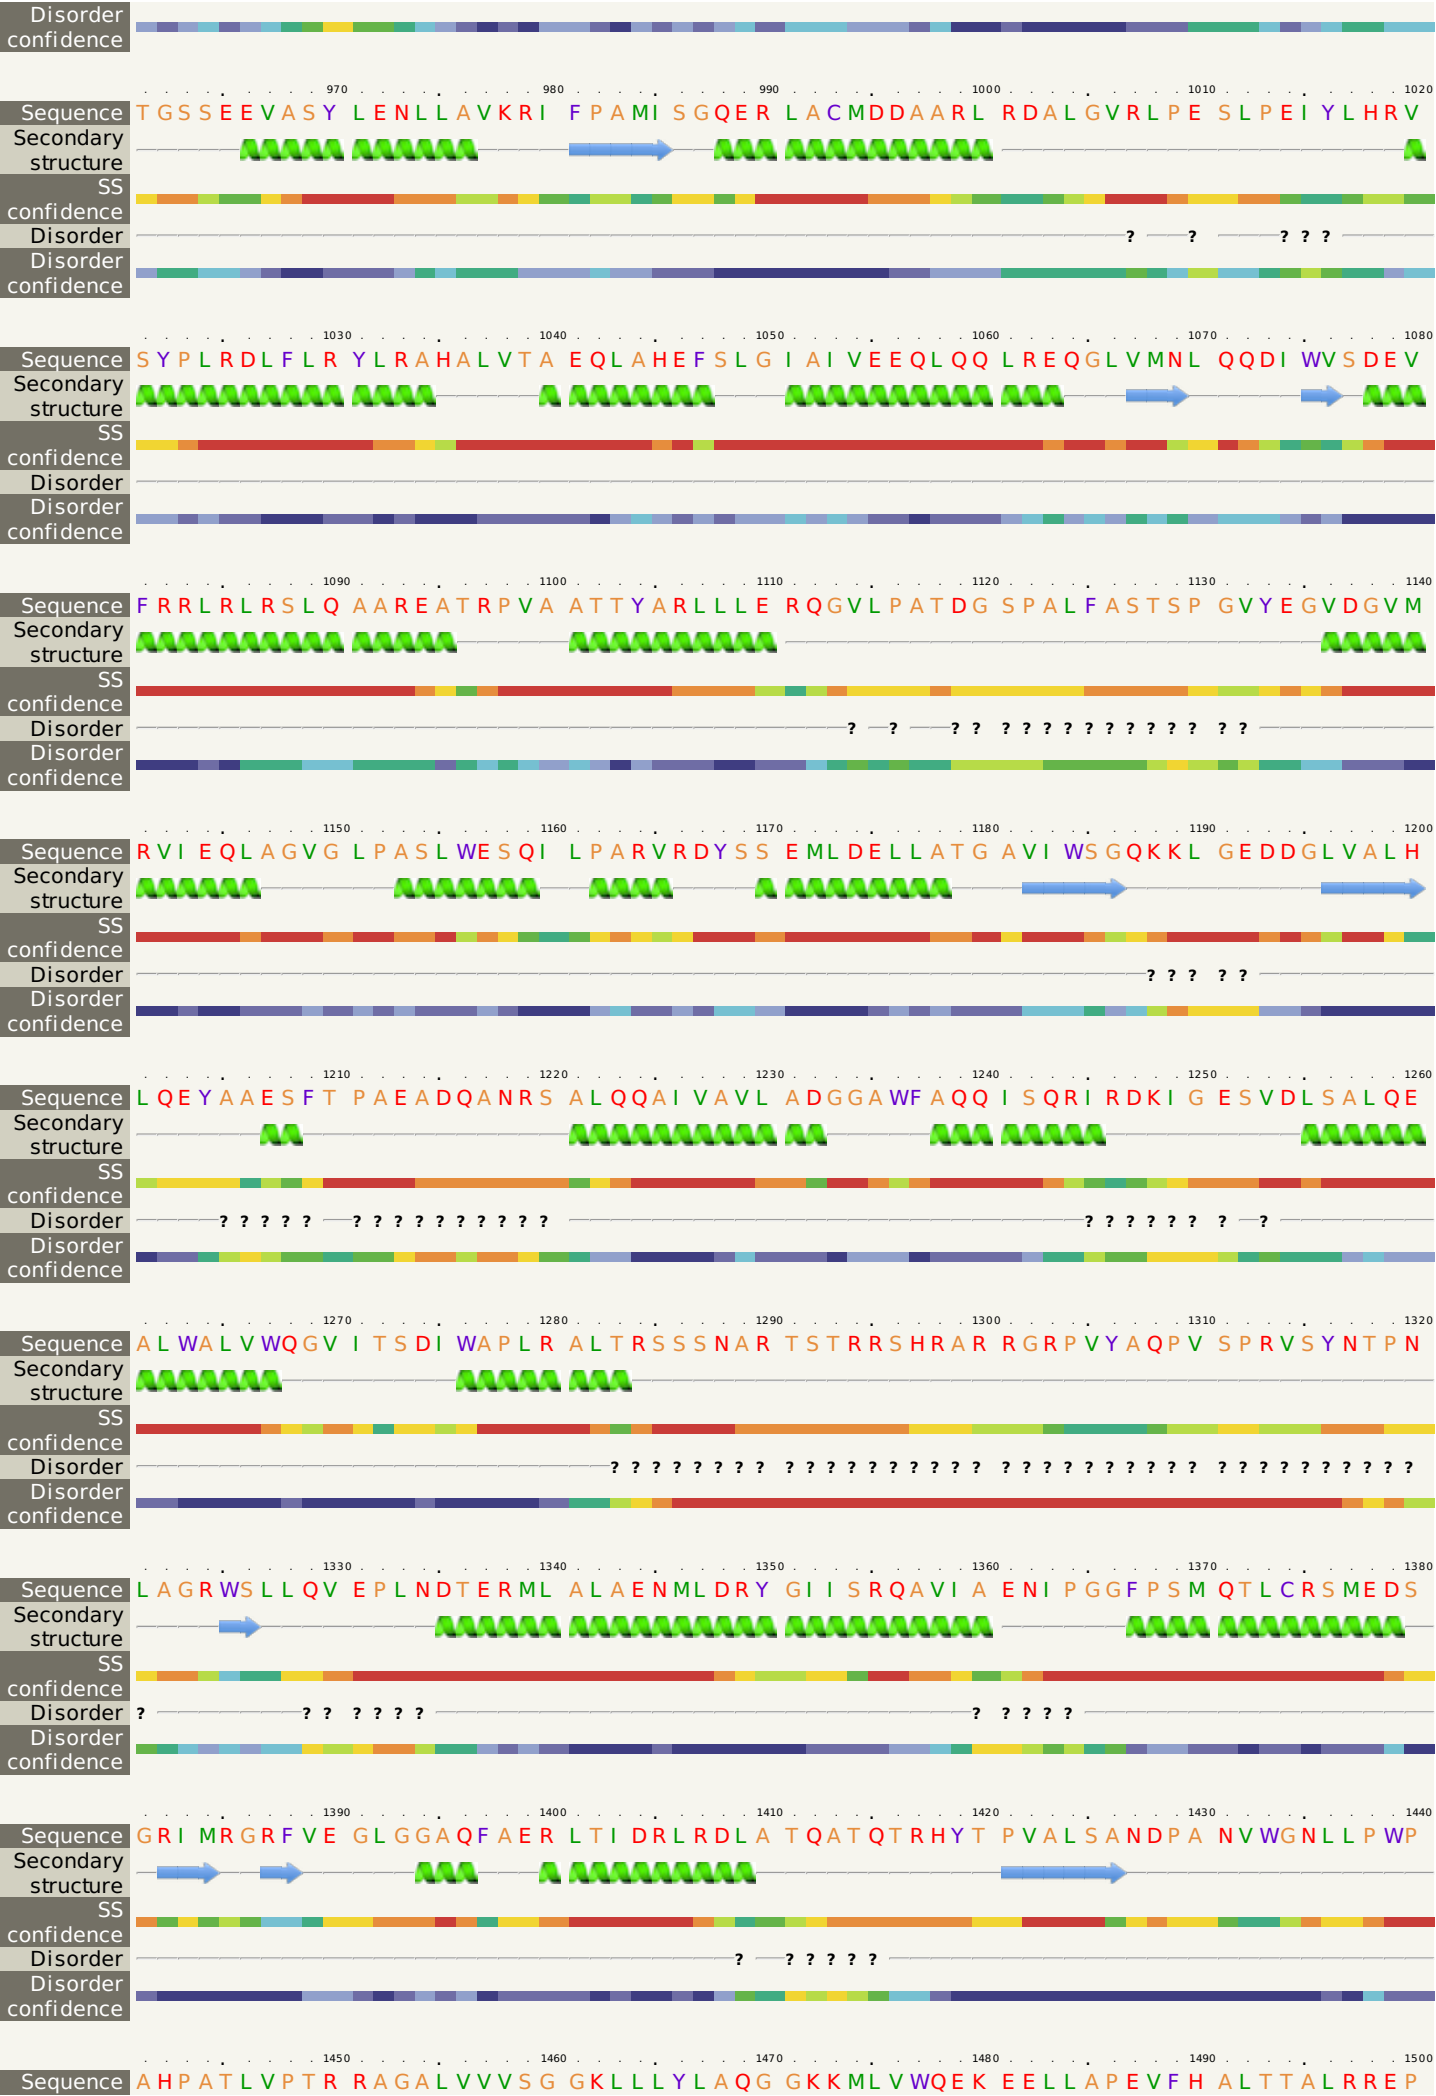 Disorder
confidence
970 980 990 1000 1010 1020
Sequence TGSSEEVASY LENLLAVKRI FPAMISGQER LACMDDAARL RDALGVRLPE SLPEIYLHRV
Secondary
structure
SS
confidence
Disorder ? ? ? ? ?
Disorder
confidence
1030 1040 1050 1060 1070 1080
Sequence SYPLRDLFLR YLRAHALVTA EQLAHEFSLG IAIVEEQLQQ LREQGLVMNL QQDIWVSDEV
Secondary
structure
SS
confidence
Disorder
Disorder
confidence
1090 1100 1110 1120 1130 1140
Sequence FRRLRLRSLQ AAREATRPVA ATTYARLLLE RQGVLPATDG SPALFASTSP GVYEGVDGVM
Secondary
structure
SS
confidence
Disorder ? ? ? ? ? ? ? ? ? ? ? ? ? ? ? ?
Disorder
confidence
1150 1160 1170 1180 1190 1200
Sequence RVIEQLAGVG LPASLWESQI LPARVRDYSS EMLDELLATG AVIWSGQKKL GEDDGLVALH
Secondary
structure
SS
confidence
Disorder ? ? ? ? ?
Disorder
confidence
1210 1220 1230 1240 1250 1260
Sequence LQEYAAESFT PAEADQANRS ALQQAIVAVL ADGGAWFAQQ ISQRIRDKIG ESVDLSALQE
Secondary
structure
SS
confidence
Disorder ? ? ? ? ? ? ? ? ? ? ? ? ? ? ? ? ? ? ? ? ? ? ?
Disorder
confidence
1270 1280 1290 1300 1310 1320
Sequence ALWALVWQGV ITSDIWAPLR ALTRSSSNAR TSTRRSHRAR RGRPVYAQPV SPRVSYNTPN
Secondary
structure
SS
confidence
Disorder ? ? ? ? ? ? ? ? ? ? ? ? ? ? ? ? ? ? ? ? ? ? ? ? ? ? ? ? ? ? ? ? ? ? ? ? ? ?
Disorder
confidence
1330 1340 1350 1360 1370 1380
Sequence LAGRWSLLQV EPLNDTERML ALAENMLDRY GIISRQAVIA ENIPGGFPSM QTLCRSMEDS
Secondary
structure
SS
confidence
Disorder ? ? ? ? ? ? ? ? ? ? ? ?
Disorder
confidence
1390 1400 1410 1420 1430 1440
Sequence GRIMRGRFVE GLGGAQFAER LTIDRLRDLA TQATQTRHYT PVALSANDPA NVWGNLLPWP
Secondary
structure
SS
confidence
Disorder ? ? ? ? ? ?
Disorder
confidence
1450 1460 1470 1480 1490 1500
Sequence AHPATLVPTR RAGALVVVSG GKLLLYLAQG GKKMLVWQEK EELLAPEVFH ALTTALRREP